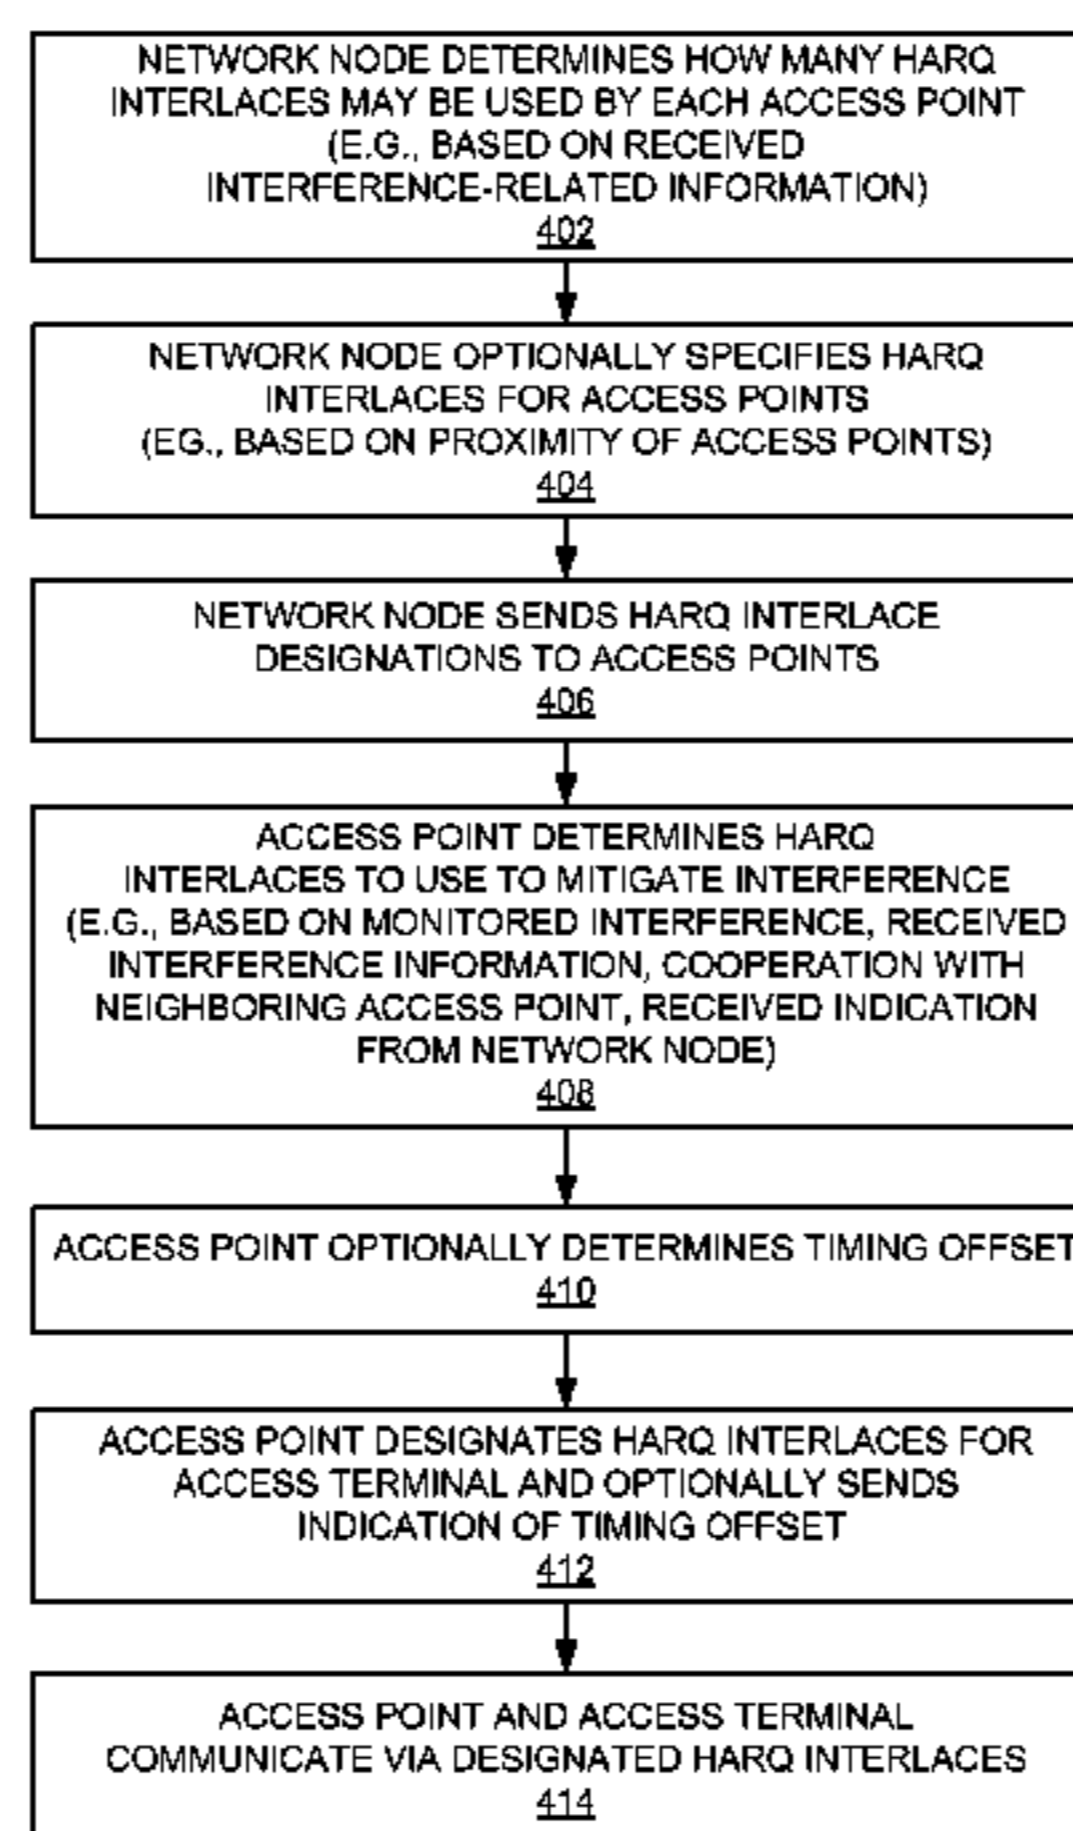 NETWORK NODE DETERMINES HOW MANY HARQ
INTERLACES MAY BE USED BY EACH ACCESS POINT
(E.G., BASED ON RECEIVED
INTERFERENCE-RELATED INFORMATION)
402
NETWORK NODE OPTIONALLY SPECIFIES HARQ
INTERLACES FOR ACCESS POINTS
(EG., BASED ON PROXIMITY OF ACCESS POINTS)
404
NETWORK NODE SENDS HARQ INTERLACE
DESIGNATIONS TO ACCESS POINTS
406
ACCESS POINT DETERMINES HARQ
INTERLACES TO USE TO MITIGATE INTERFERENCE
(E.G., BASED ON MONITORED INTERFERENCE, RECEIVED
INTERFERENCE INFORMATION, COOPERATION WITH
NEIGHBORING ACCESS POINT, RECEIVED INDICATION
FROM NETWORK NODE)
408
ACCESS POINT OPTIONALLY DETERMINES TIMING OFFSET
410
ACCESS POINT DESIGNATES HARQ INTERLACES FOR
ACCESS TERMINAL AND OPTIONALLY SENDS
INDICATION OF TIMING OFFSET
412
ACCESS POINT AND ACCESS TERMINAL
COMMUNICATE VIA DESIGNATED HARQ INTERLACES
414